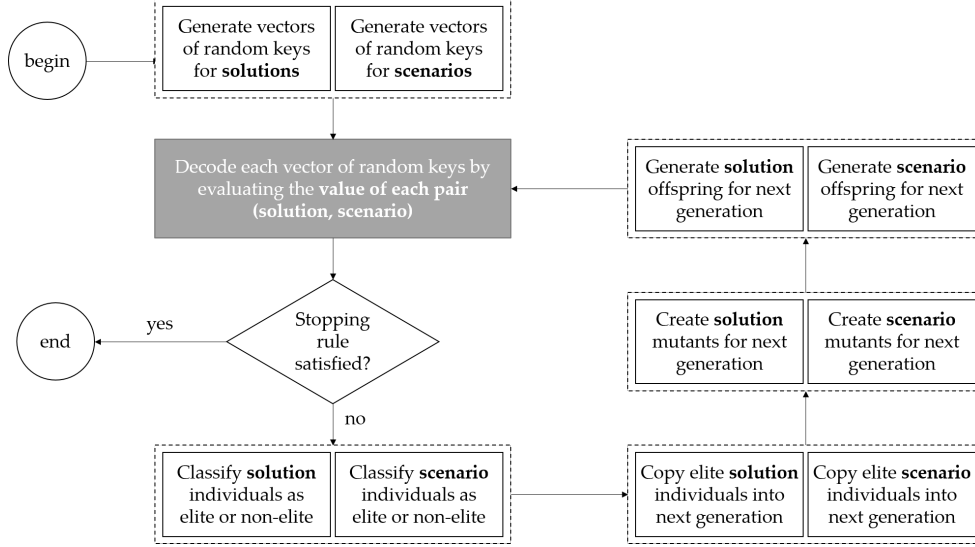 begin
Generate vectors
of random keys
for solutions
Generate vectors
of random keys
for scenarios
Decode each vector of random keys by
evaluating the value of each pair
(solution, scenario)
Stopping
rule
satisfied?
yes
end
no
Classify solution
individuals as
elite or non-elite
Classify scenario
individuals as
elite or non-elite
Copy elite solution
individuals into
next generation
Copy elite scenario
individuals into
next generation
Create solution
mutants for next
generation
Create scenario
mutants for next
generation
Generate solution
offspring for next
generation
Generate scenario
offspring for next
generation